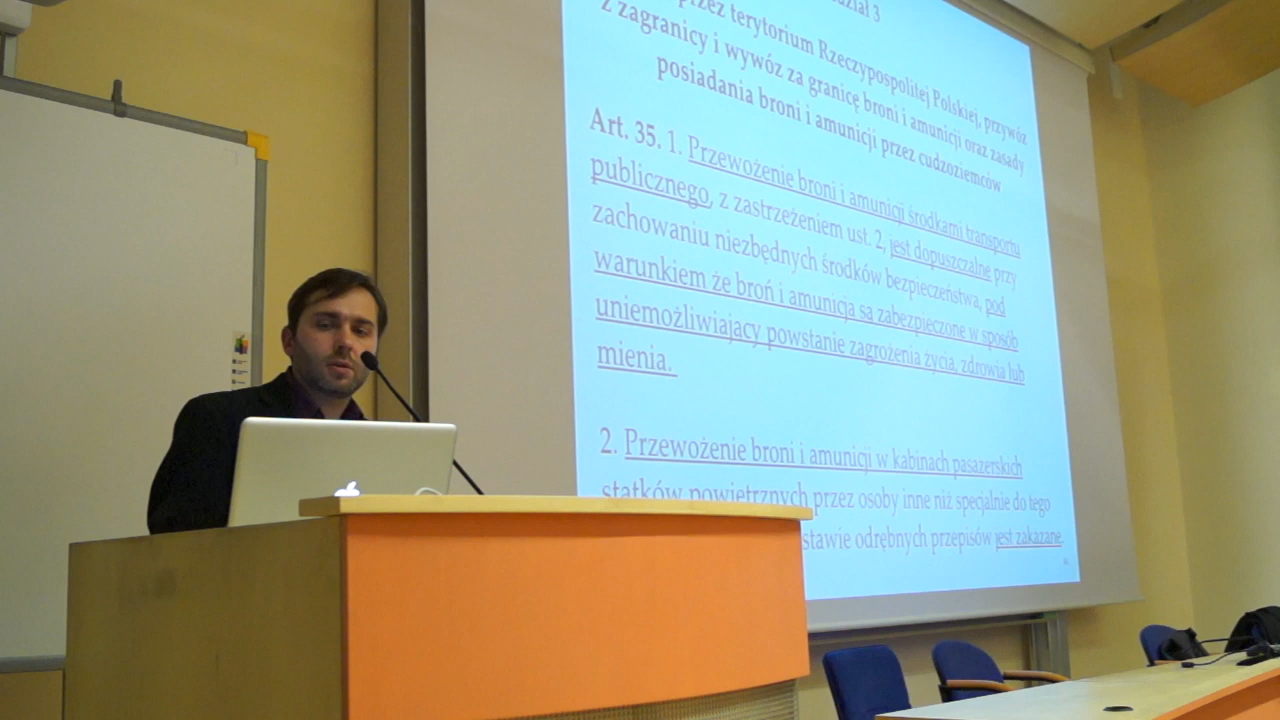 przez terytorium Rzeczypospolitej Polskiej, przywóz
z zagranicy i wywóz za granicę broni i amunicji oraz zasady
posiadania broni i amunicji przez cudzoziemców
Art. 35. 1. Przewożenie broni i amunicji środkami transportu
publicznego, z zastrzeżeniem ust. 2, jest dopuszczalne przy
zachowaniu niezbędnych środków bezpieczeństwa, pod
warunkiem że broń i amunicja są zabezpieczone w sposób
uniemożliwiający powstanie zagrożenia życia, zdrowia lub
mienia.
2. Przewożenie broni i amunicji w kabinach pasażerskich
statków powietrznych przez osoby inne niż specjalnie do tego
odrębnych przepisów jest zakazane.